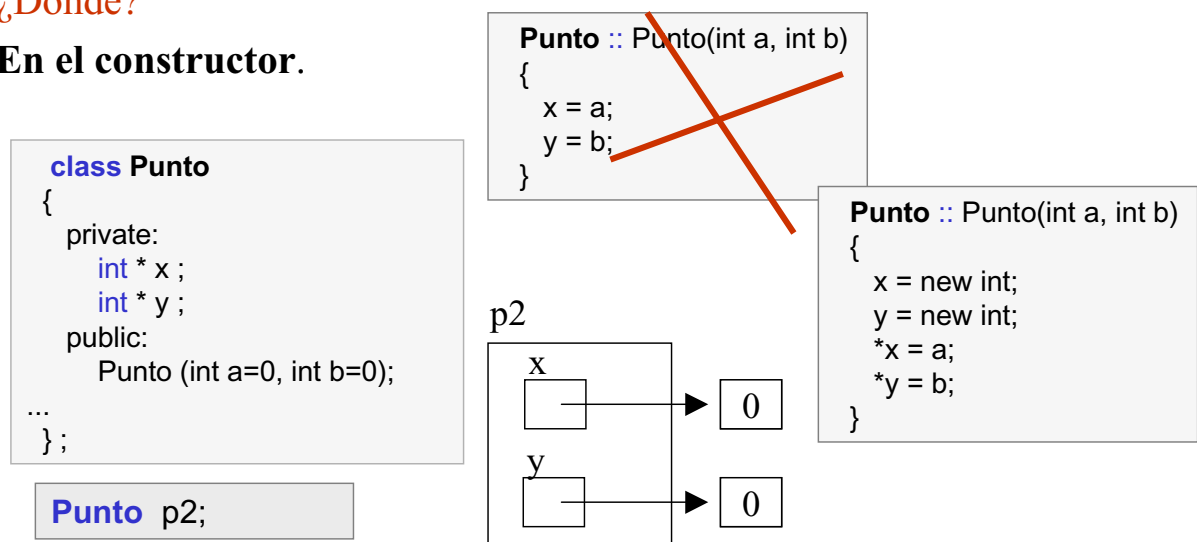 ¿Dónde?
En el constructor.
class Punto
{
private:
int * x ;
int * y ;
public:
Punto (int a=0, int b=0);
...
} ;
Punto p2;
Punto :: Punto(int a, int b)
{
x = a;
y = b;
}
Punto :: Punto(int a, int b)
{
x = new int;
y = new int;
*x = a;
*y = b;
}
p2
x
0
y
0